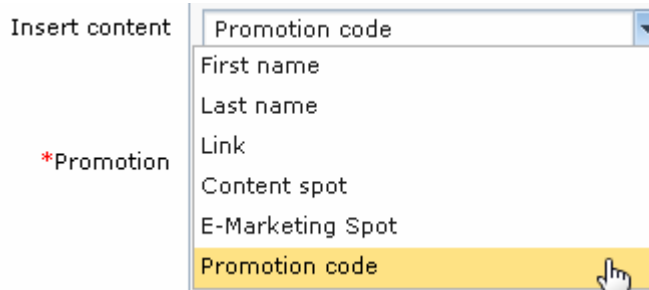 Insert content Promotion code
First name
Last name
Link
*Promotion
Content spot
E-Marketing Spot
Promotion code